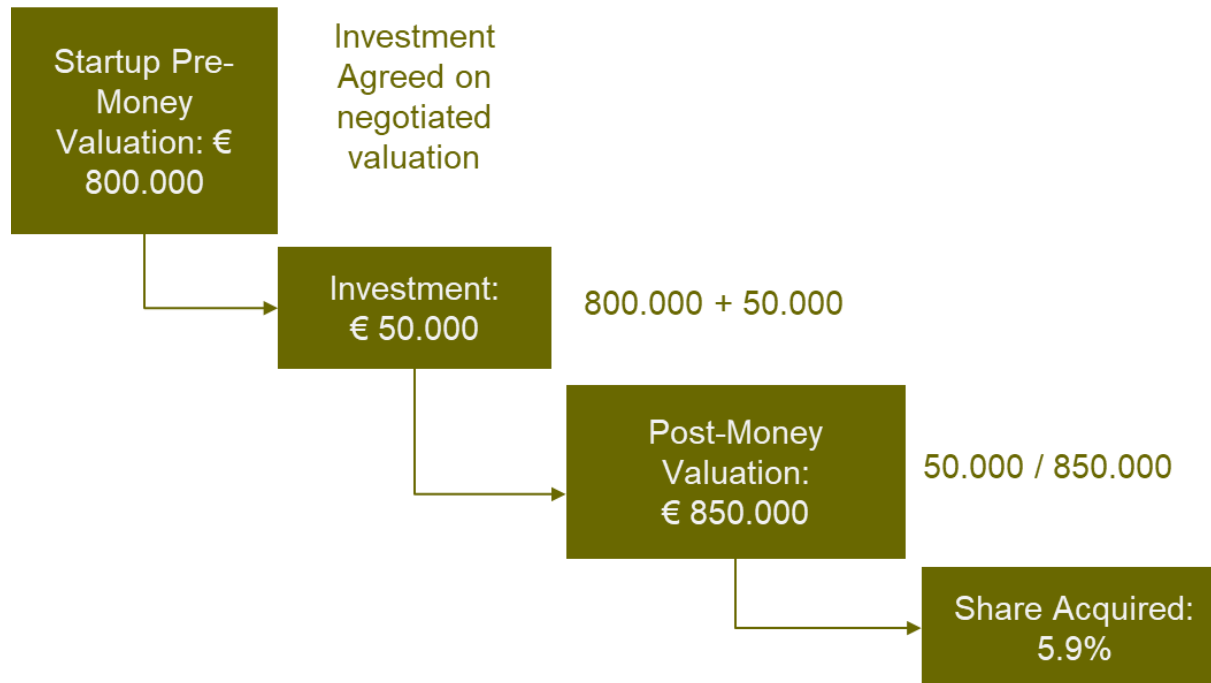 Startup Pre-
Money
Valuation: €
800.000
Investment
Agreed on
negotiated
valuation
Investment:
€ 50.000
800.000 + 50.000
Post-Money
Valuation:
€ 850.000
50.000 / 850.000
Share Acquired:
5.9%